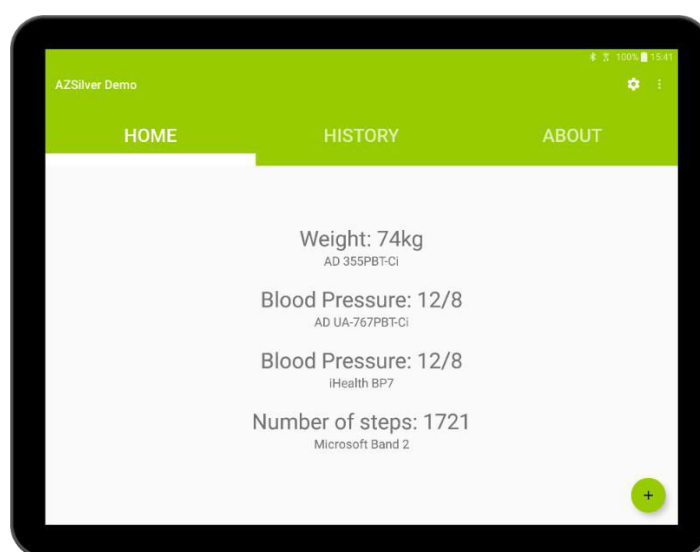 100% 15:41
AZSilver Demo
HOME HISTORY ABOUT
Weight: 74kg
AD 355PBT-Ci
Blood Pressure: 12/8
AD UA-767PBT-Ci
Blood Pressure: 12/8
iHealth BP7
Number of steps: 1721
Microsoft Band 2
+